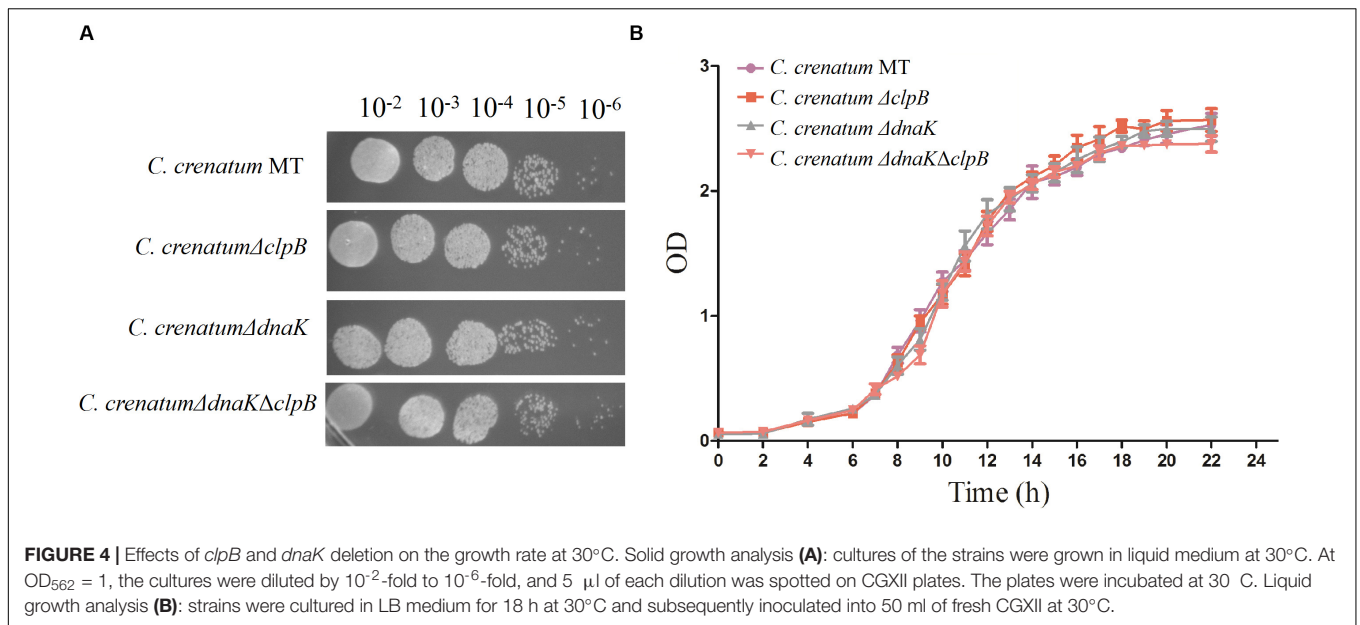 A
10-2 10-3 10-4 10-5 10-6
C. crenatum MT
C. crenatumΔclpB
C. crenatumΔdnaK
C. crenatumΔdnaKΔclpB
B
C. crenatum MT
C. crenatum ΔclpB
C. crenatum ΔdnaK
C. crenatum ΔdnaKΔclpB
3
2
1
0
OD
0 2 4 6 8 10 12 14 16 18 20 22 24
Time (h)
FIGURE 4 | Effects of clpB and dnaK deletion on the growth rate at 30°C. Solid growth analysis (A): cultures of the strains were grown in liquid medium at 30°C. At
OD562 = 1, the cultures were diluted by 10-2-fold to 10-6-fold, and 5 μl of each dilution was spotted on CGXII plates. The plates were incubated at 30 C. Liquid
growth analysis (B): strains were cultured in LB medium for 18 h at 30°C and subsequently inoculated into 50 ml of fresh CGXII at 30°C.